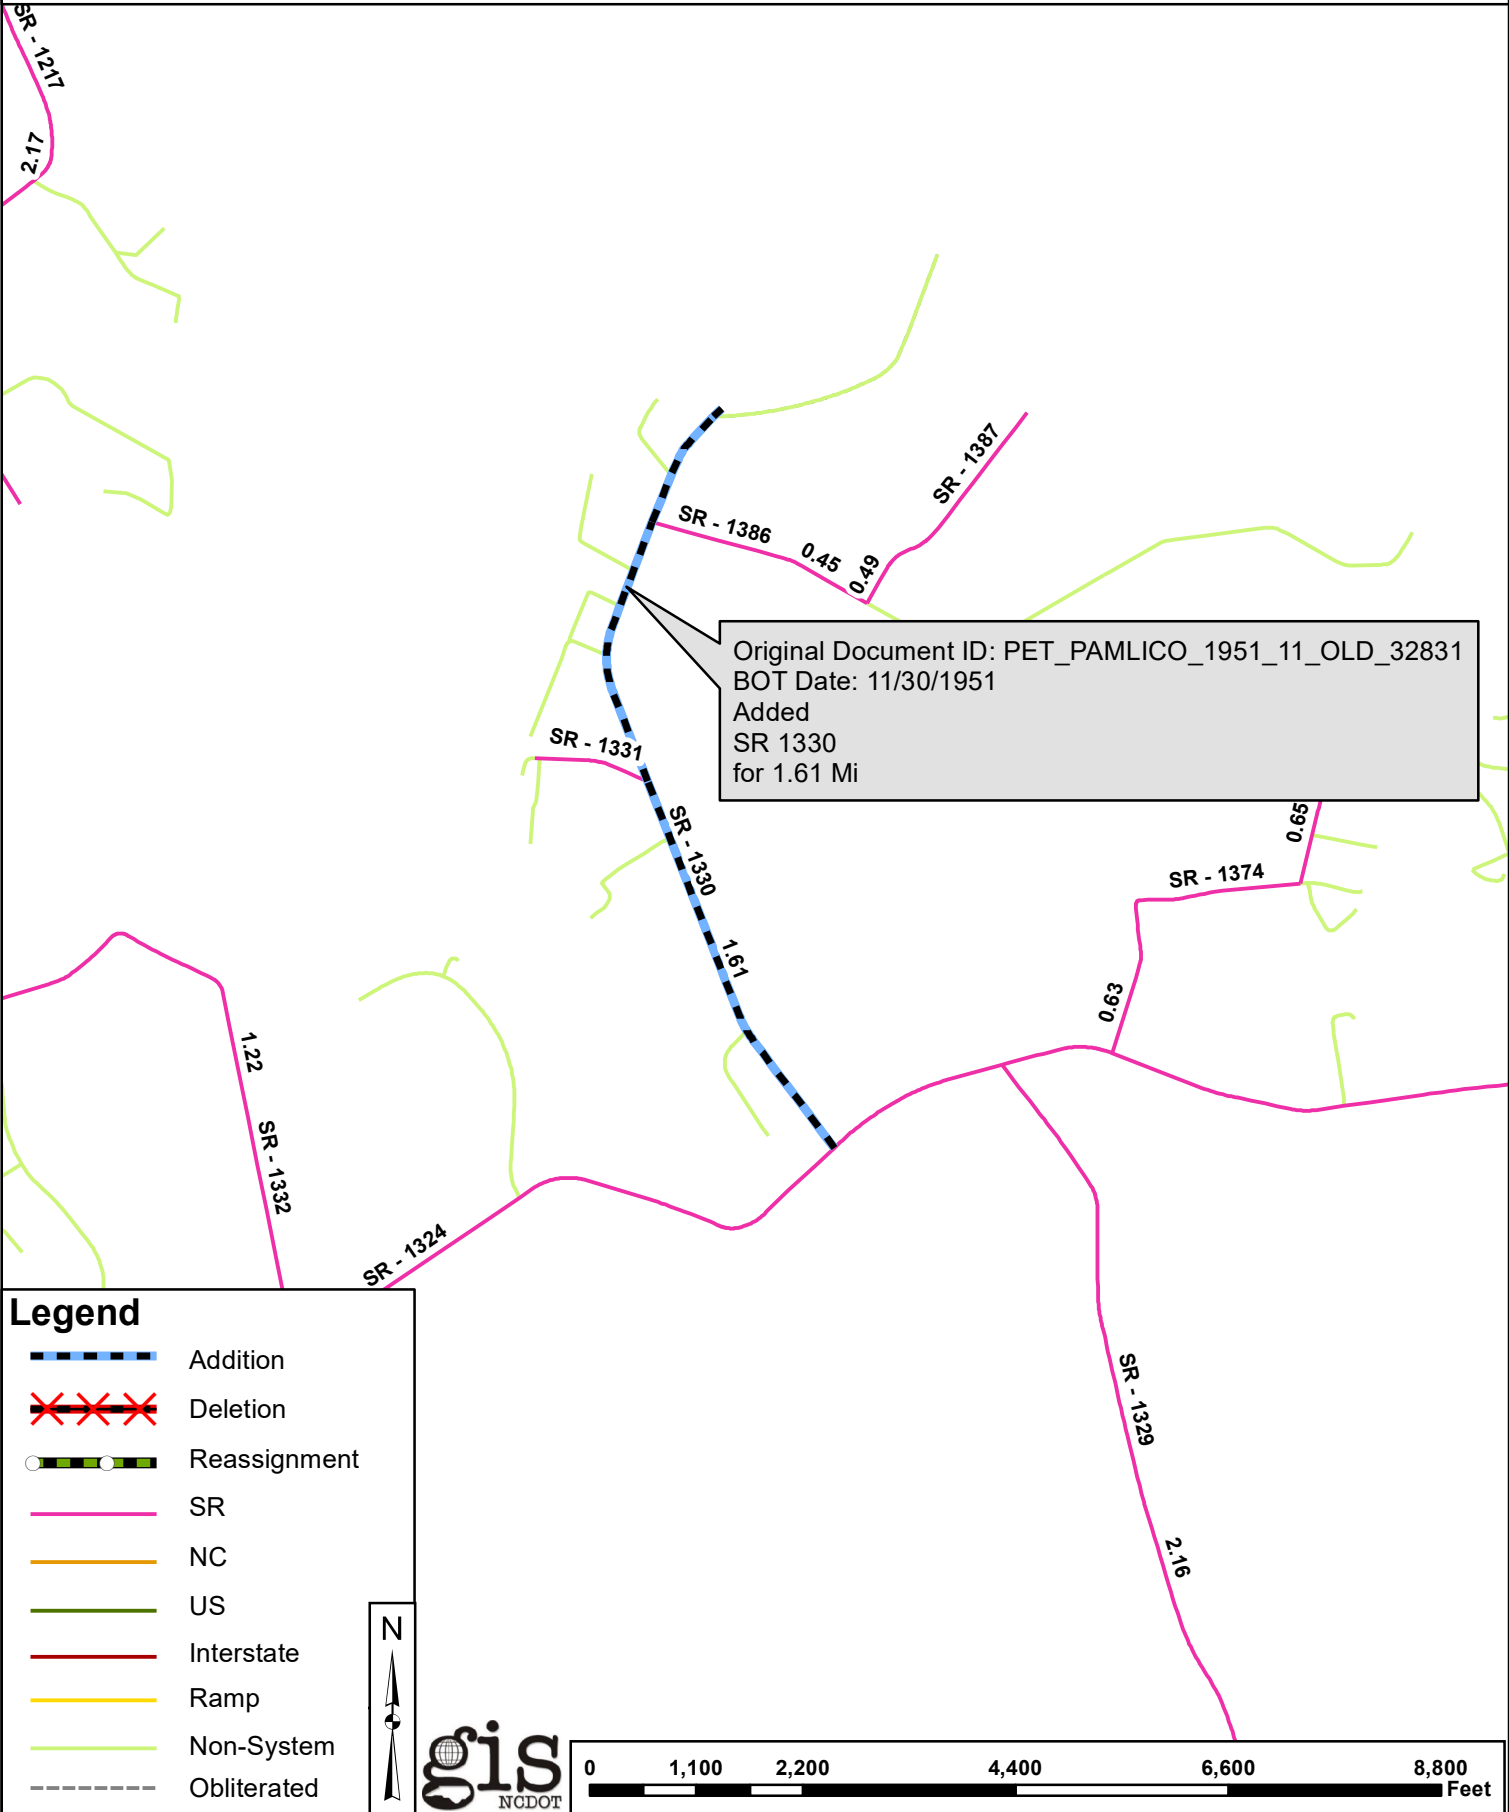 SR - 1217
2.17
SR - 1387
SR - 1386
0.45
0.49
Original Document ID: PET_PAMLICO_1951_11_OLD_32831
BOT Date: 11/30/1951
Added
SR 1330
for 1.61 Mi
SR - 1331
SR - 1330
0.65
SR - 1374
1.61
0.63
1.22
SR - 1332
SR - 1324
SR - 1329
2.16
Legend
Addition
Deletion
Reassignment
SR
NC
US
Interstate
Ramp
Non-System
Obliterated
N
gis
NCDOT
0 1,100 2,200 4,400 6,600 8,800
Feet